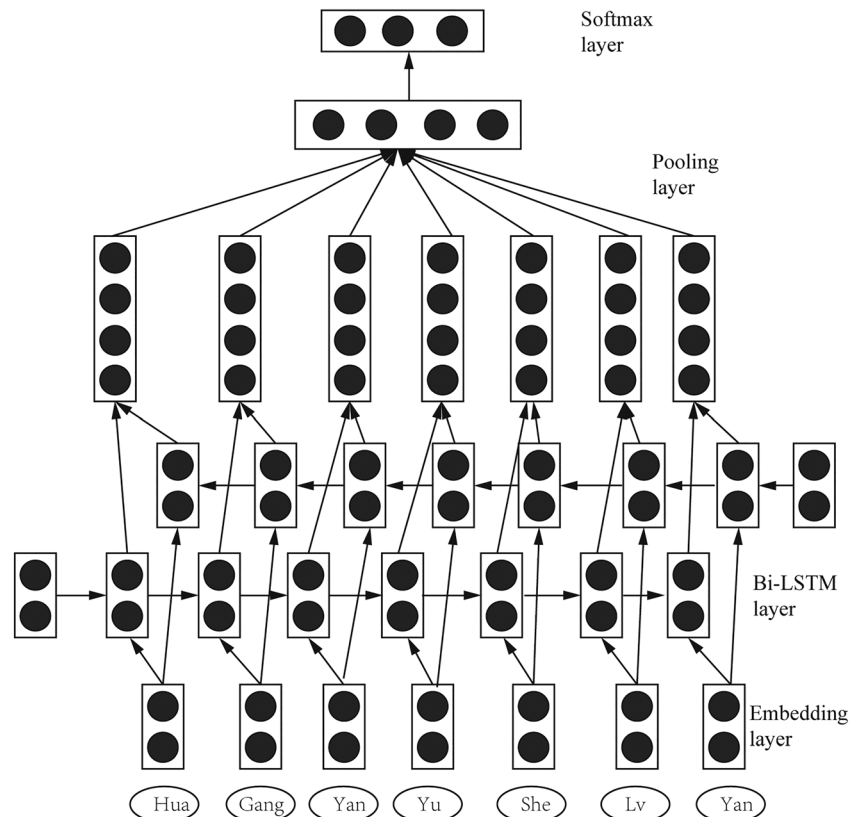 Softmax
layer
Pooling
layer
Bi-LSTM
layer
Embedding
layer
Hua Gang Yan Yu She Lv Yan